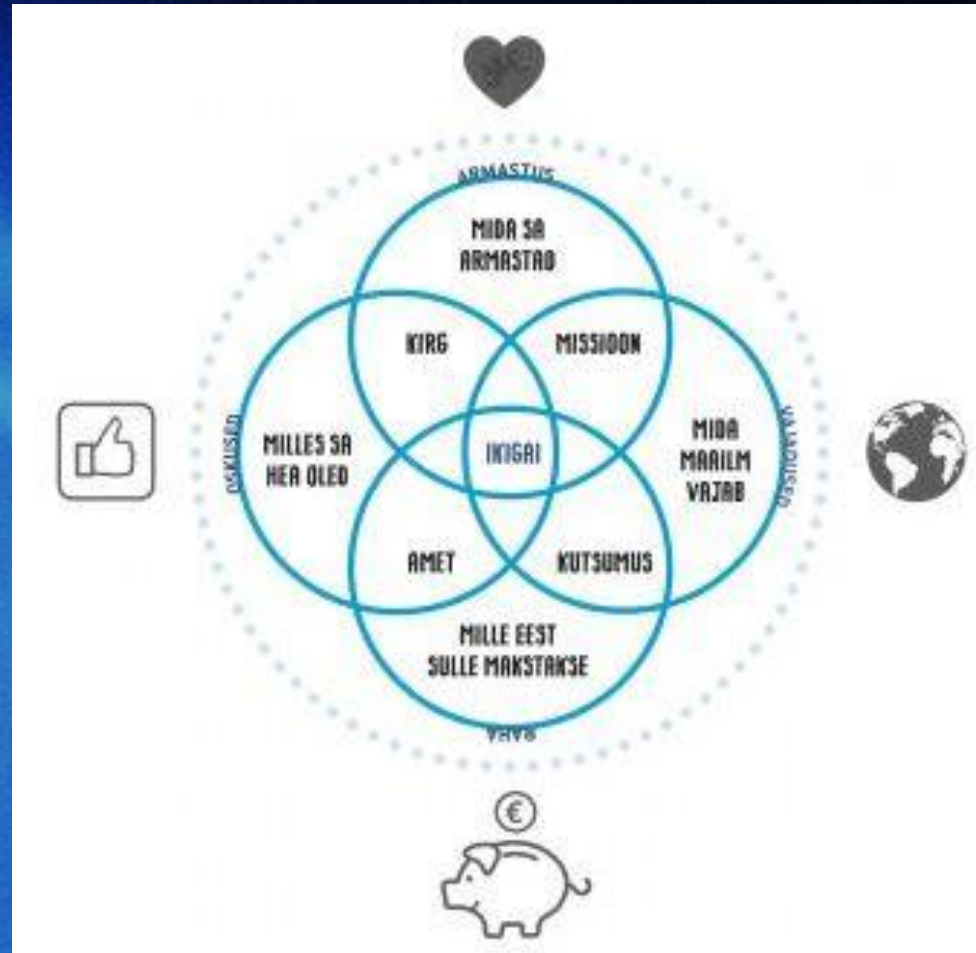 ARMASTUS
MIDA SA
ARMASTAD
KIRG
MISSIOON
OSKUSED
MILLES SA
HEA OLED
IKIGAI
MIDA
MAAILM
VAJAB
VAJADUSED
AMET
KUTSUMUS
MILLE EEST
SULLE MAKSTAKSE
RAHA
€